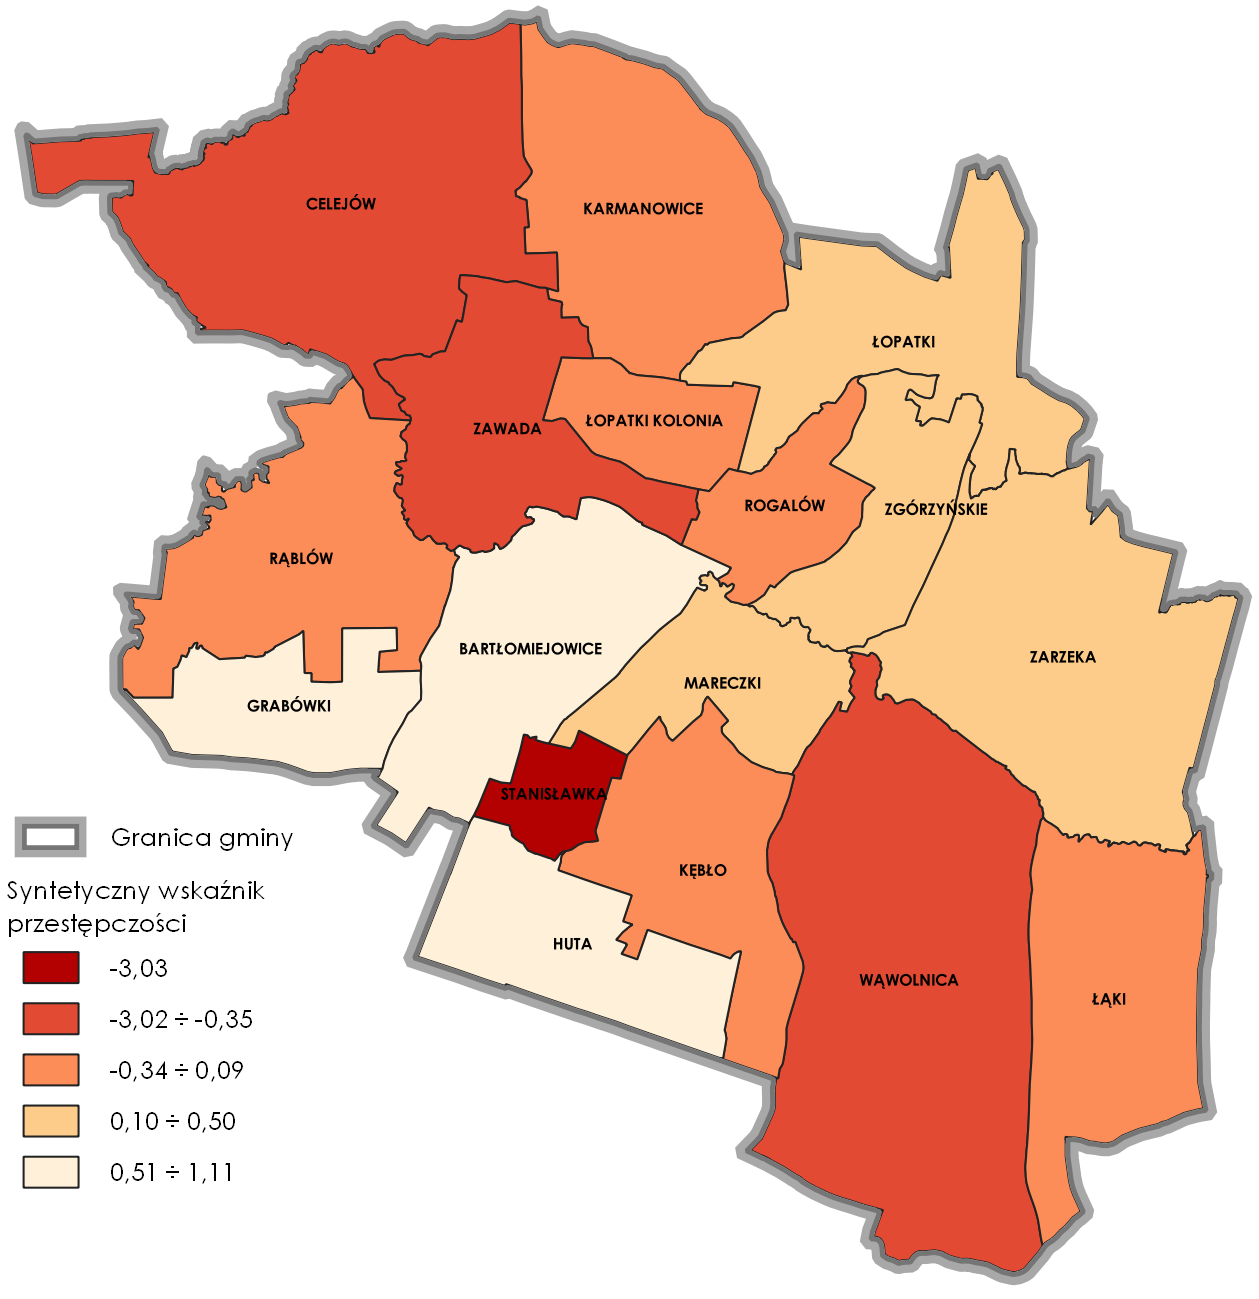 CELEJÓW
KARMANOWICE
ŁOPATKI
ŁOPATKI KOLONIA
ZAWADA
ROGALÓW
ZGÓRZYŃSKIE
RĄBLÓW
BARTŁOMIEJOWICE
ZARZEKA
MARECZKI
GRABÓWKI
STANISŁAWKA
KĘBŁO
HUTA
WĄWOLNICA
ŁĄKI
Granica gminy
Syntetyczny wskaźnik
przestępczości
-3,03
-3,02 ÷ -0,35
-0,34 ÷ 0,09
0,10 ÷ 0,50
0,51 ÷ 1,11